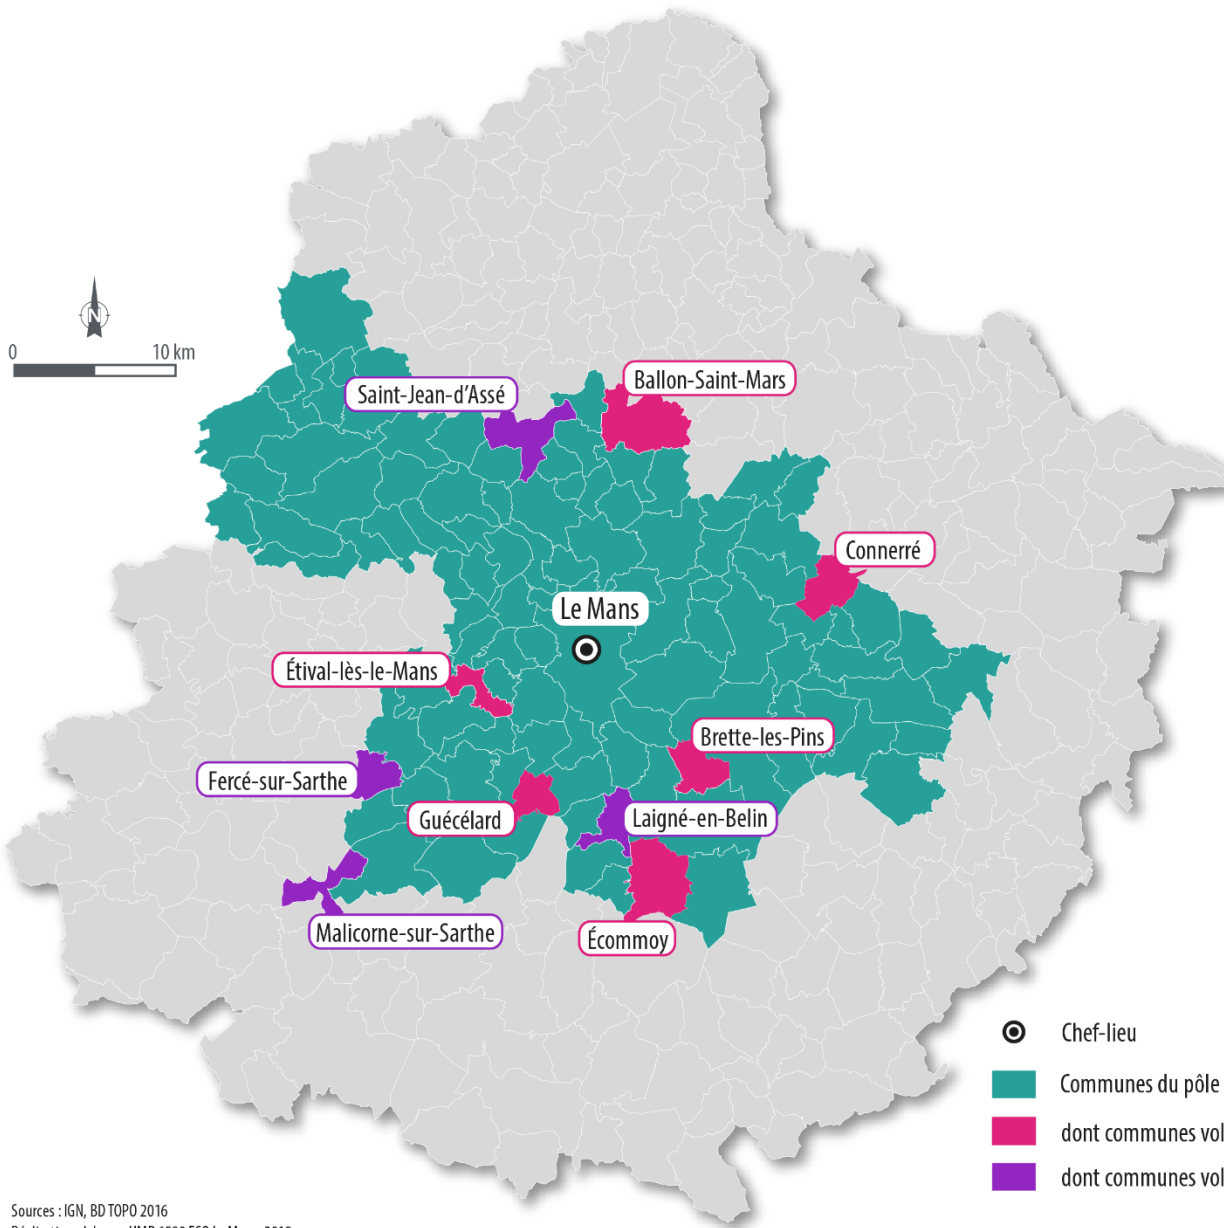 N
0 10 km
Saint-Jean-d'Assé
Ballon-Saint-Mars
Connerré
Le Mans
Étival-lès-le-Mans
Brette-les-Pins
Fercé-sur-Sarthe
Guécélard
Laigné-en-Belin
Malicorne-sur-Sarthe
Écommoy
Chef-lieu
Communes du pôle
dont communes vol
dont communes vol
Sources : IGN, BD TOPO 2016